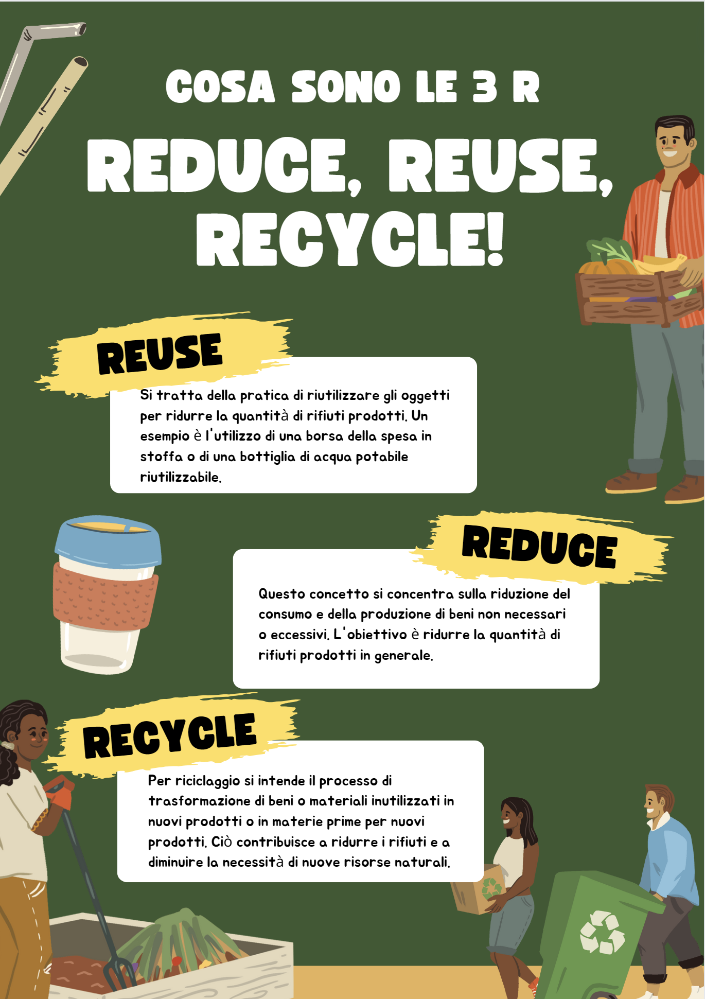 COSA SONO LE 3 R
REDUCE, REUSE,
RECYCLE!
REUSE
Si tratta della pratica di riutilizzare gli oggetti
per ridurre la quantità di rifiuti prodotti. Un
esempio è l'utilizzo di una borsa della spesa in
stoffa o di una bottiglia di acqua potabile
riutilizzabile.
REDUCE
Questo concetto si concentra sulla riduzione del
consumo e della produzione di beni non necessari
o eccessivi. L'obiettivo è ridurre la quantità di
rifiuti prodotti in generale.
RECYCLE
Per riciclaggio si intende il processo di
trasformazione di beni o materiali inutilizzati in
nuovi prodotti o in materie prime per nuovi
prodotti. Ciò contribuisce a ridurre i rifiuti e a
diminuire la necessità di nuove risorse naturali.